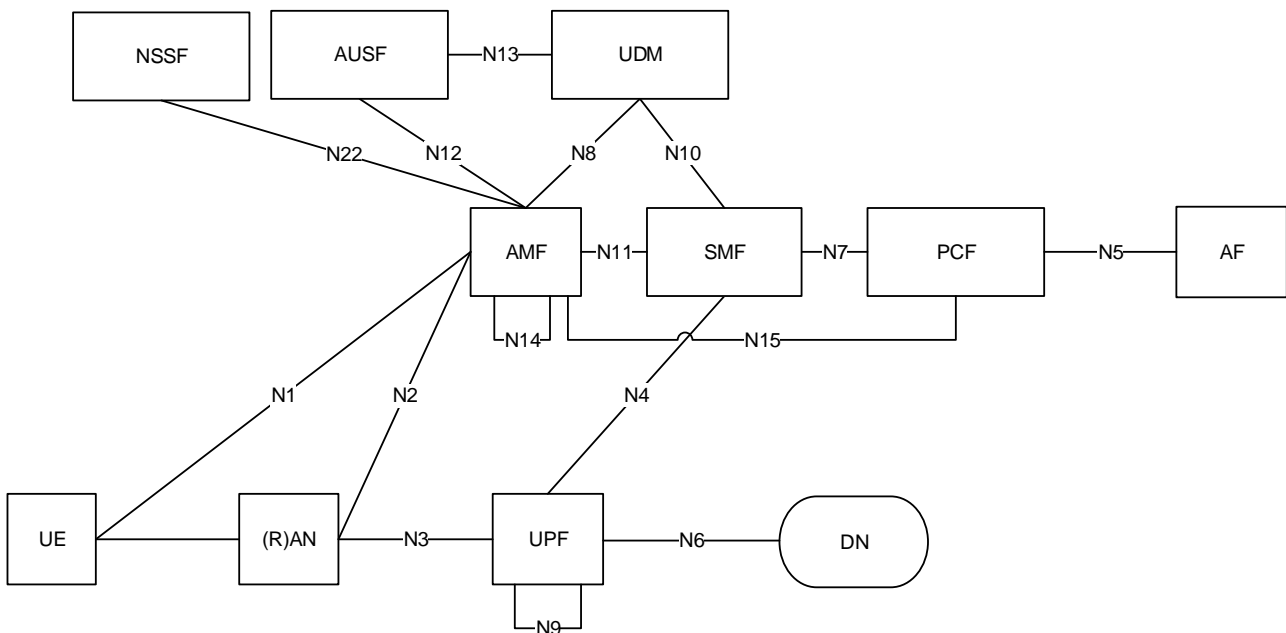 NSSF
AUSF
N13
UDM
N22
N12
N8
N10
AMF
N11
SMF
N7
PCF
N5
AF
N14
N15
N1
N2
N4
UE
(R)AN
N3
UPF
N6
DN
N9